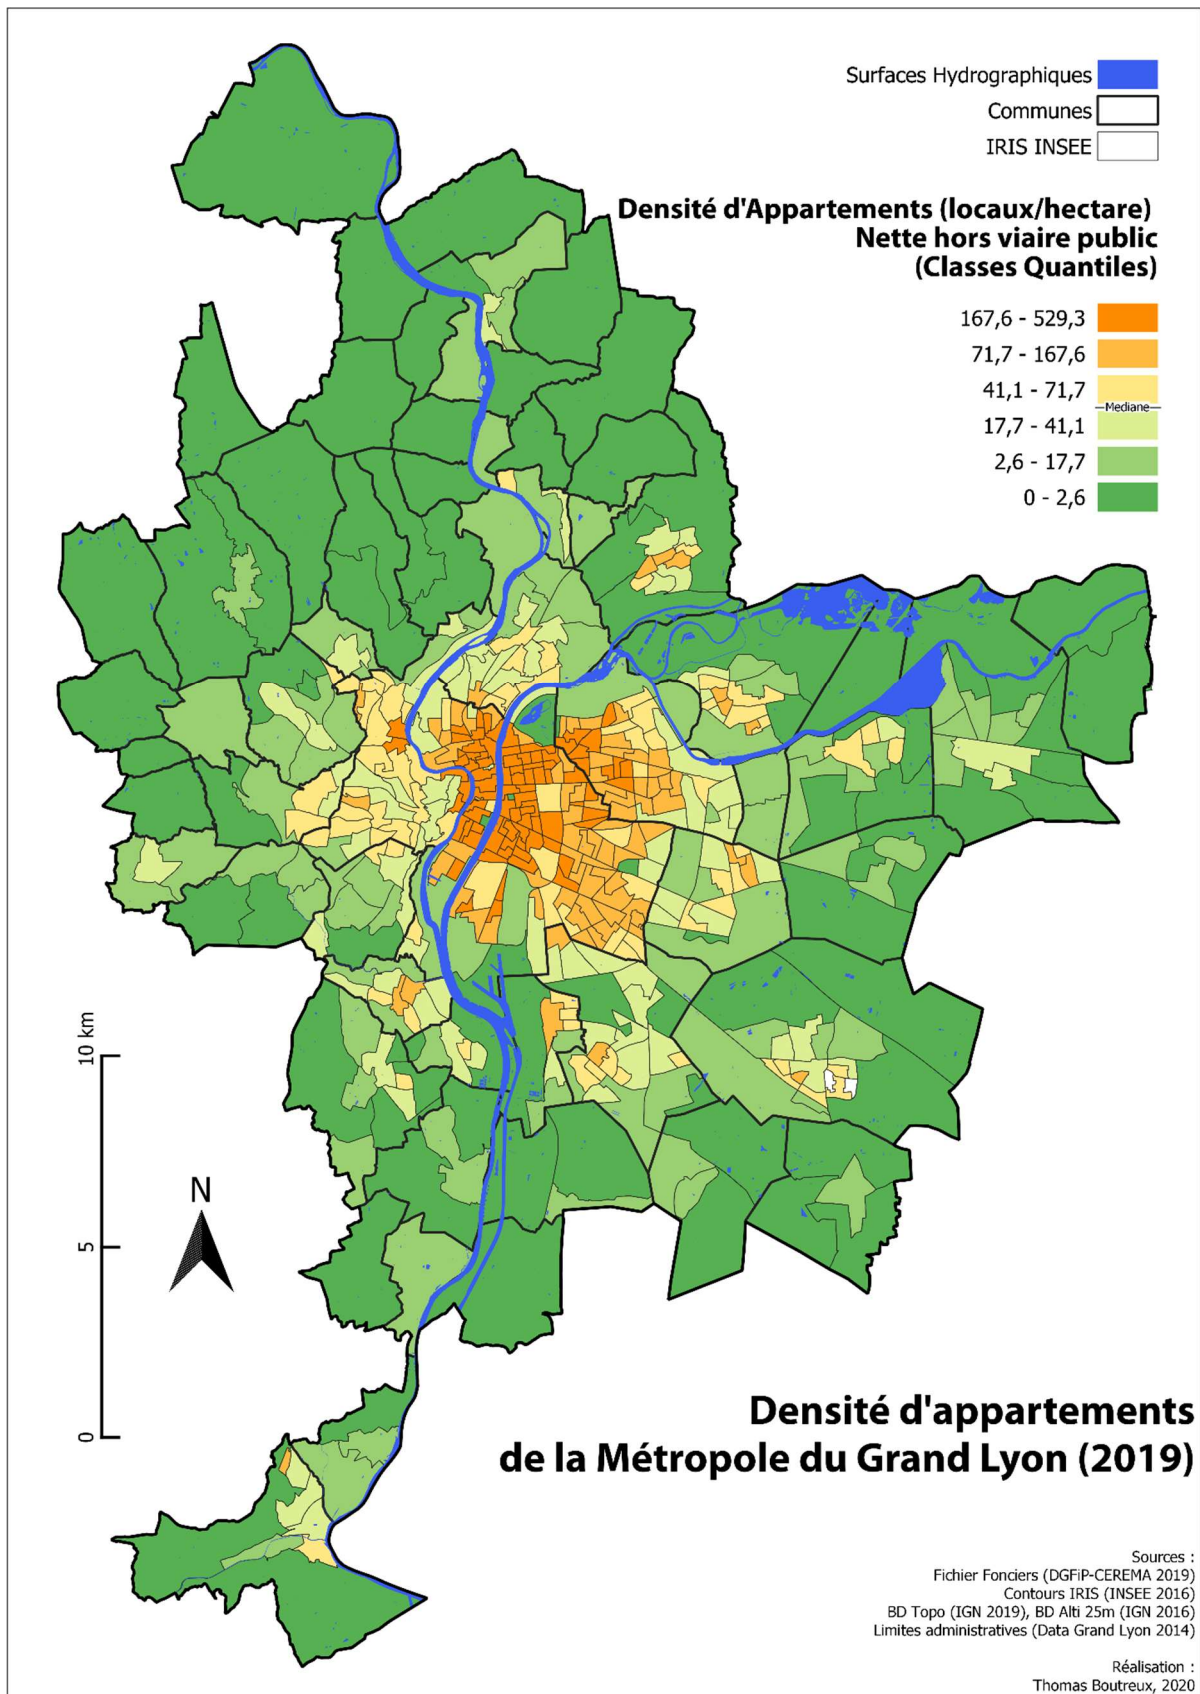 Surfaces Hydrographiques
Communes
IRIS INSEE
Densité d'Appartements (locaux/hectare)
Nette hors viaire public
(Classes Quantiles)
167,6 - 529,3
71,7 - 167,6
41,1 - 71,7
Mediane
17,7 - 41,1
2,6 - 17,7
0 - 2,6
10 km
5
0
N
Densité d'appartements
de la Métropole du Grand Lyon (2019)
Sources :
Fichier Fonciers (DGFiP-CEREMA 2019)
Contours IRIS (INSEE 2016)
BD Topo (IGN 2019), BD Alti 25m (IGN 2016)
Limites administratives (Data Grand Lyon 2014)
Réalisation :
Thomas Boutreux, 2020